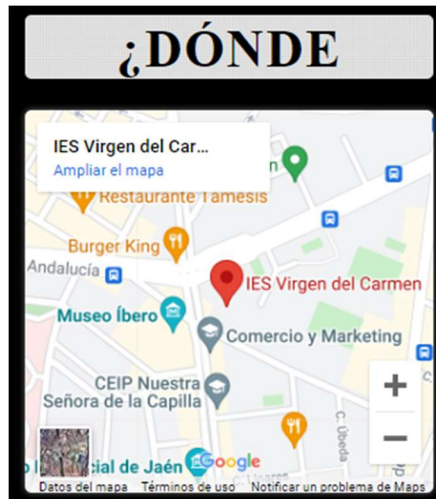 ¿DÓNDE
IES Virgen del Car...
Ampliar el mapa
n
Restaurante Tamesis
Burger King
Andalucía
IES Virgen del Carmen
Museo Íbero
Comercio y Marketing
CEIP Nuestra
Señora de la Capilla
+
−
C. Úbeda
cial de Jaén
Google
Datos del mapa Términos de uso Notificar un problema de Maps